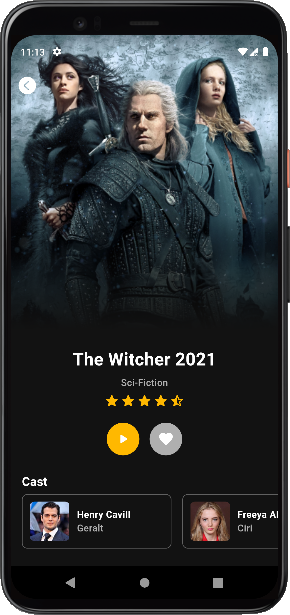 11:13
The Witcher 2021
Sci-Fiction
Cast
Henry Cavill
Geralt
Freeya Al
Ciri